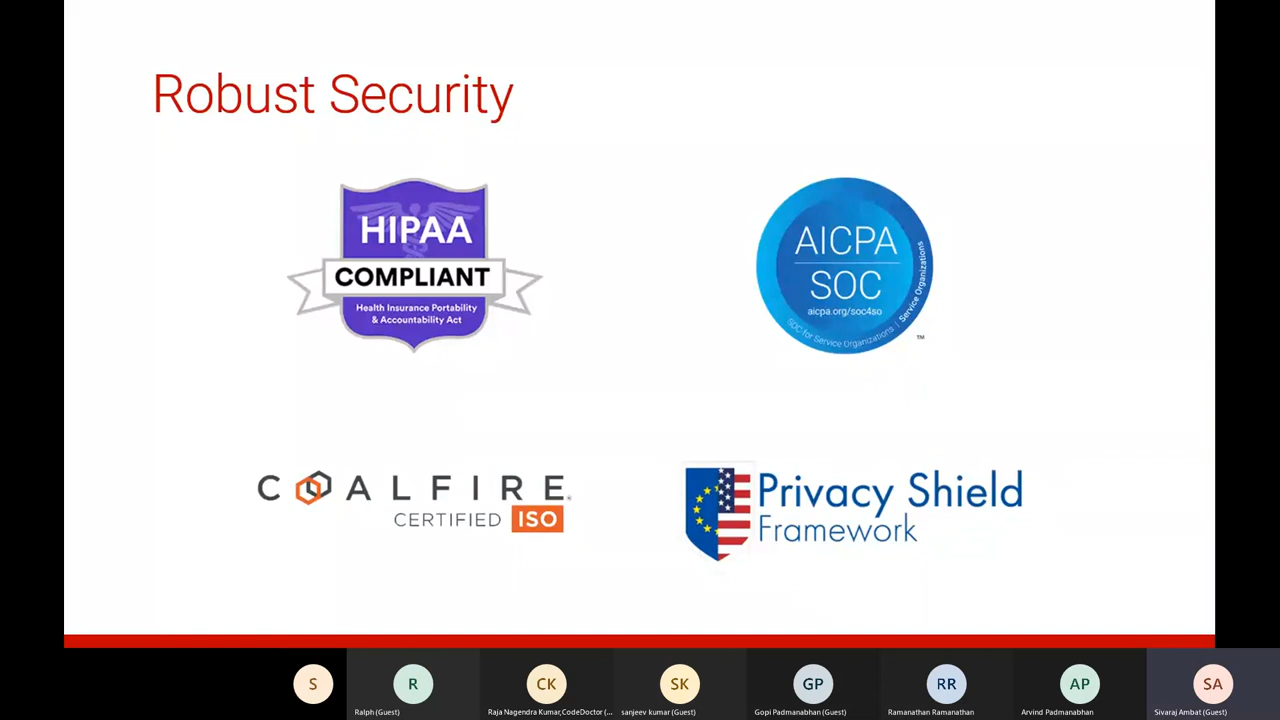 Robust Security
HIPAA
COMPLIANT
Health Insurance Portability
& Accountability Act
AICPA
SOC
aicpa.org/soc4so
SOC for Service Organizations | Service Organizations
TM
COALFIRE®
CERTIFIED ISO
Privacy Shield
Framework
S
R
CK
SK
GP
RR
AP
SA
Ralph (Guest)
Raja Nagendra Kumar,CodeDoctor (...
sanjeev kumar (Guest)
Gopi Padmanabhan (Guest)
Ramanathan Ramanathan
Arvind Padmanabhan
Sivaraj Ambat (Guest)